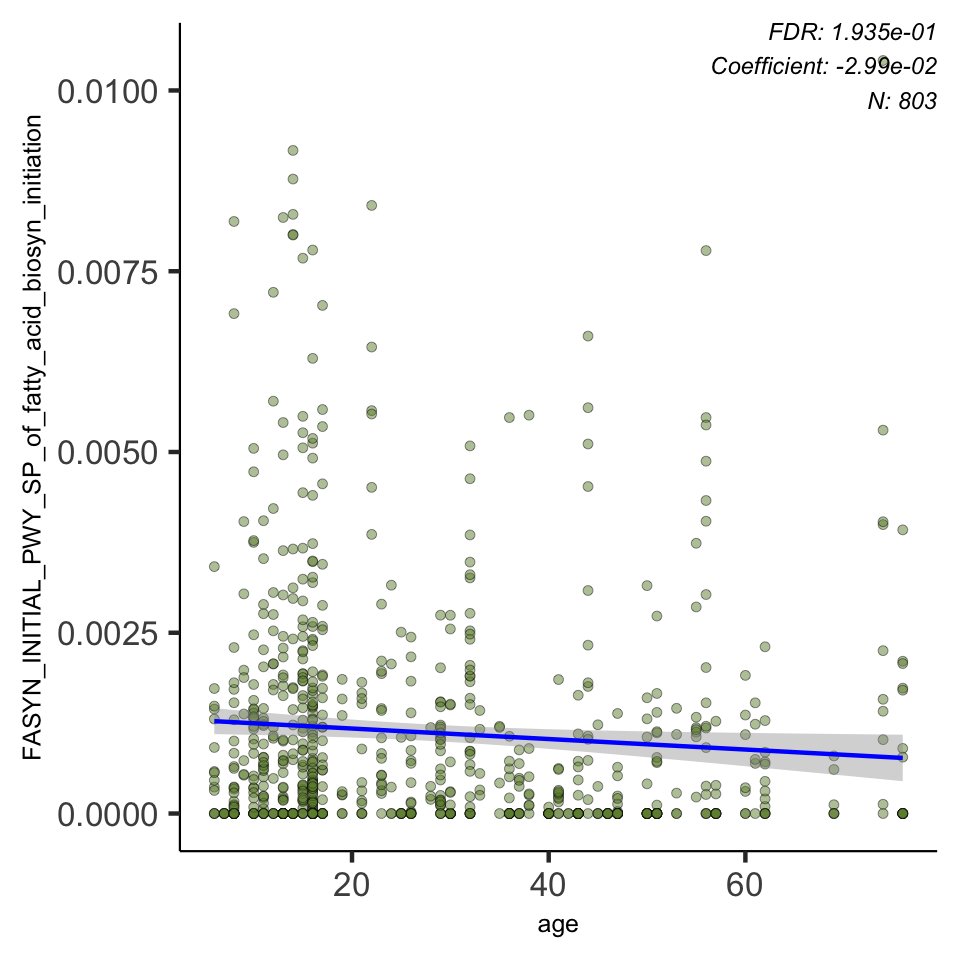 FDR: 1.935e-01
Coefficient: -2.99e-02
N: 803
FASYN_INITIAL_PWY_SP_of_fatty_acid_biosyn_initiation
0.0100
0.0075
0.0050
0.0025
0.0000
20 40 60
age